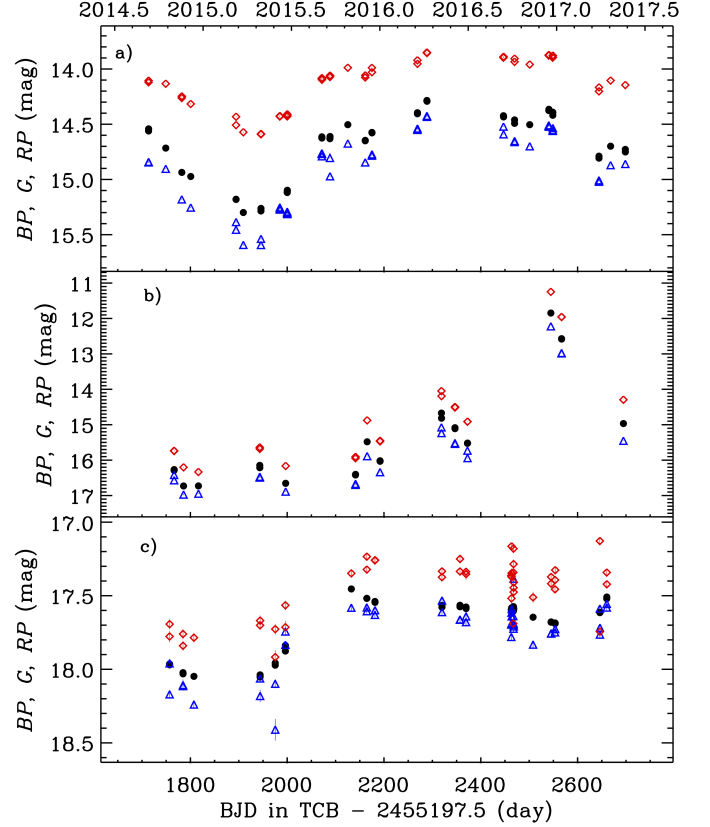 2014.5 2015.0 2015.5 2016.0 2016.5 2017.0 2017.5
a)
14.0
14.5
15.0
15.5
BP, G, RP (mag)
b)
11
12
13
14
15
16
17
BP, G, RP (mag)
c)
17.0
17.5
18.0
18.5
BP, G, RP (mag)
1800 2000 2200 2400 2600
BJD in TCB − 2455197.5 (day)